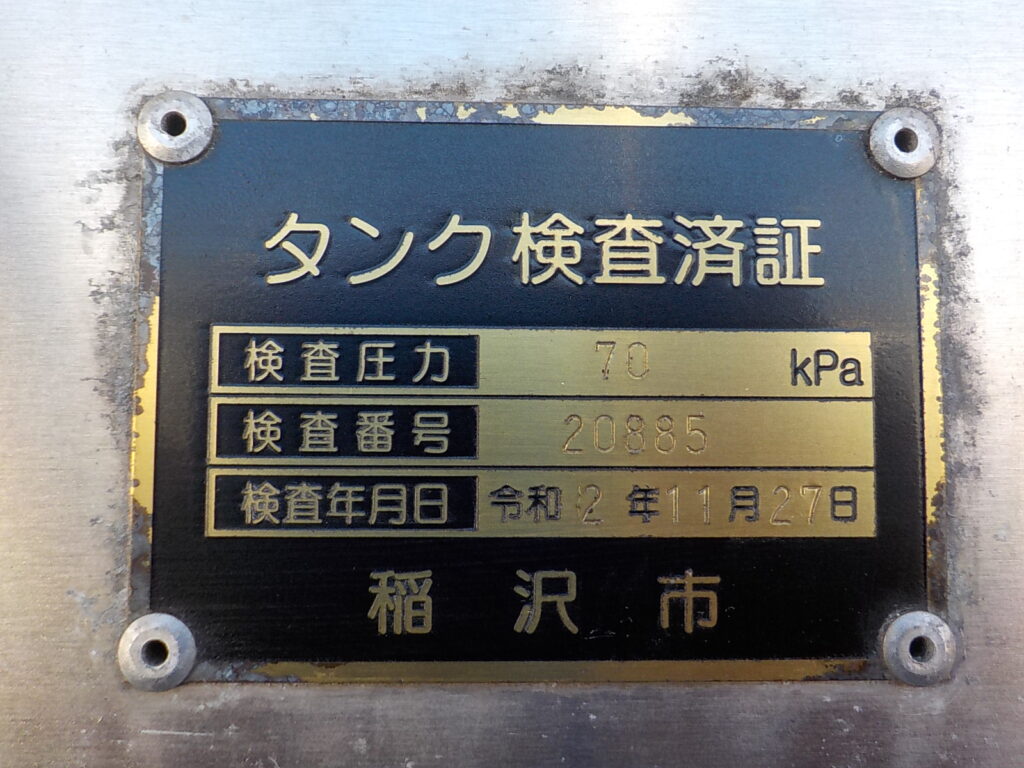 タンク検査済証
検査圧力 70 kPa
検査番号 20885
検査年月日 令和2年11月27日
稲沢市